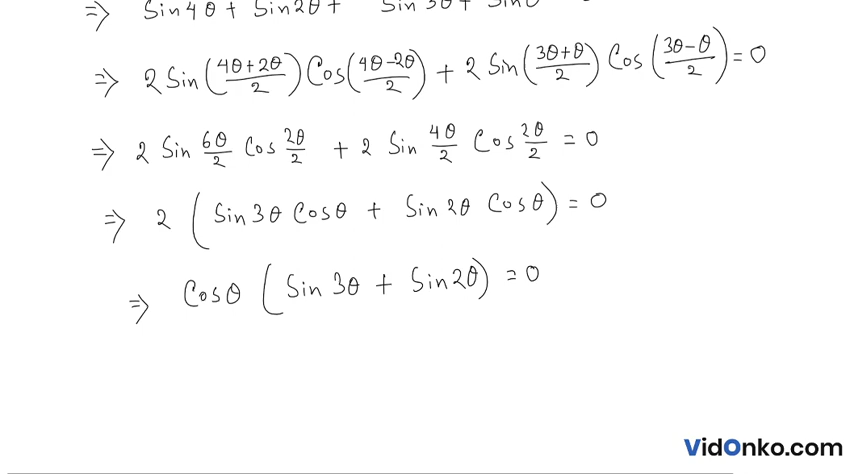 ⇒ Sin4θ + Sin2θ + Sin3θ + Sinθ
⇒ 2 Sin(4θ+2θ/2) Cos(4θ-2θ/2) + 2 Sin(3θ+θ/2) Cos(3θ-θ/2) = 0
⇒ 2 Sin 6θ/2 Cos 2θ/2 + 2 Sin 4θ/2 Cos 2θ/2 = 0
⇒ 2 (Sin3θ Cosθ + Sin2θ Cosθ) = 0
⇒ Cosθ (Sin3θ + Sin2θ) = 0
VidOnko.com